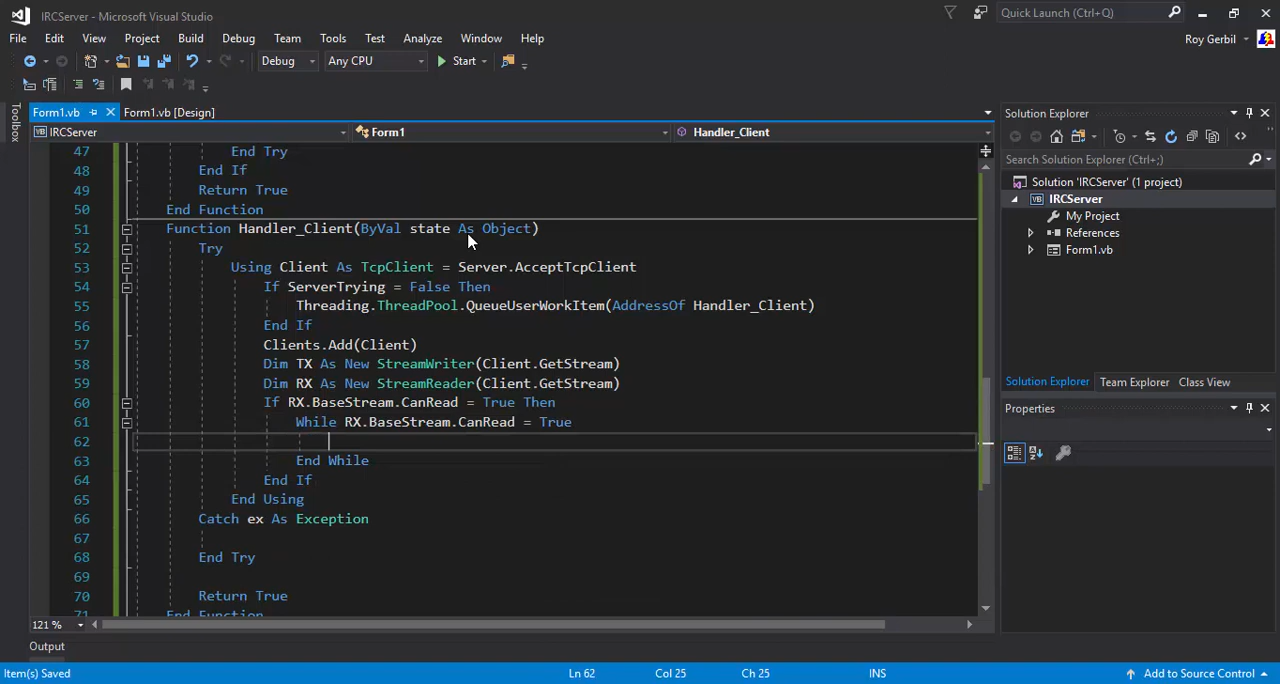 IRCServer - Microsoft Visual Studio
Quick Launch (Ctrl+Q)
File Edit View Project Build Debug Team Tools Test Analyze Window Help
Roy Gerbil
Debug Any CPU Start
Form1.vb Form1.vb [Design]
Solution Explorer
IRCServer Form1 Handler_Client
Toolbox
Search Solution Explorer (Ctrl+;)
Solution 'IRCServer' (1 project)
IRCServer
My Project
References
Form1.vb
Solution Explorer Team Explorer Class View
Properties
47 End Try
48 End If
49 Return True
50 End Function
51 Function Handler_Client(ByVal state As Object)
52 Try
53 Using Client As TcpClient = Server.AcceptTcpClient
54 If ServerTrying = False Then
55 Threading.ThreadPool.QueueUserWorkItem(AddressOf Handler_Client)
56 End If
57 Clients.Add(Client)
58 Dim TX As New StreamWriter(Client.GetStream)
59 Dim RX As New StreamReader(Client.GetStream)
60 If RX.BaseStream.CanRead = True Then
61 While RX.BaseStream.CanRead = True
62
63 End While
64 End If
65 End Using
66 Catch ex As Exception
67
68 End Try
69
70 Return True
71 End Function
121 %
Output
Item(s) Saved Ln 62 Col 25 Ch 25 INS Add to Source Control